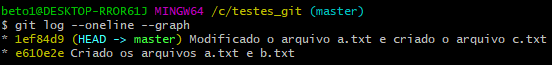 beto1@DESKTOP-RROR61J MINGW64 /c/testes_git (master)
$ git log --oneline --graph
* 1ef84d9 (HEAD -> master) Modificado o arquivo a.txt e criado o arquivo c.txt
* e610e2e Criado os arquivos a.txt e b.txt